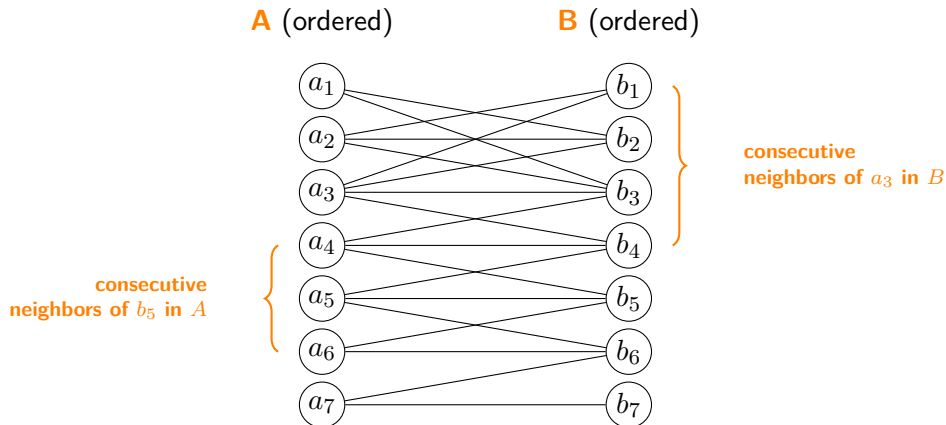 A (ordered) B (ordered)
a₁ b₁
a₂ b₂
consecutive
neighbors of a₃ in B
a₃ b₃
a₄ b₄
consecutive
neighbors of b₅ in A
a₅ b₅
a₆ b₆
a₇ b₇